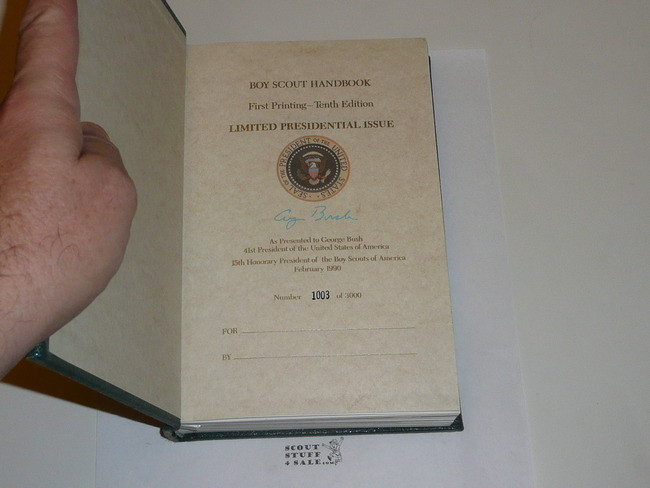 BOY SCOUT HANDBOOK
First Printing—Tenth Edition
LIMITED PRESIDENTIAL ISSUE
SEAL OF THE PRESIDENT OF THE UNITED STATES
As Presented to George Bush
41st President of the United States of America
15th Honorary President of the Boy Scouts of America
February 1990
Number 1003 of 3000
FOR
BY
SCOUT
STUFF
4 SALE.com